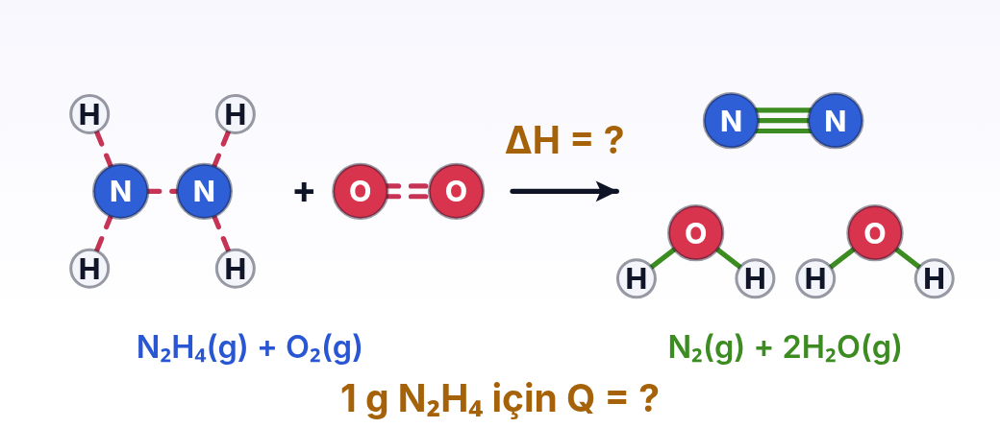 H H
N N
H H
+
O O
ΔH = ?
N N
O O
H H H H
N₂H₄(g) + O₂(g)
N₂(g) + 2H₂O(g)
1 g N₂H₄ için Q = ?